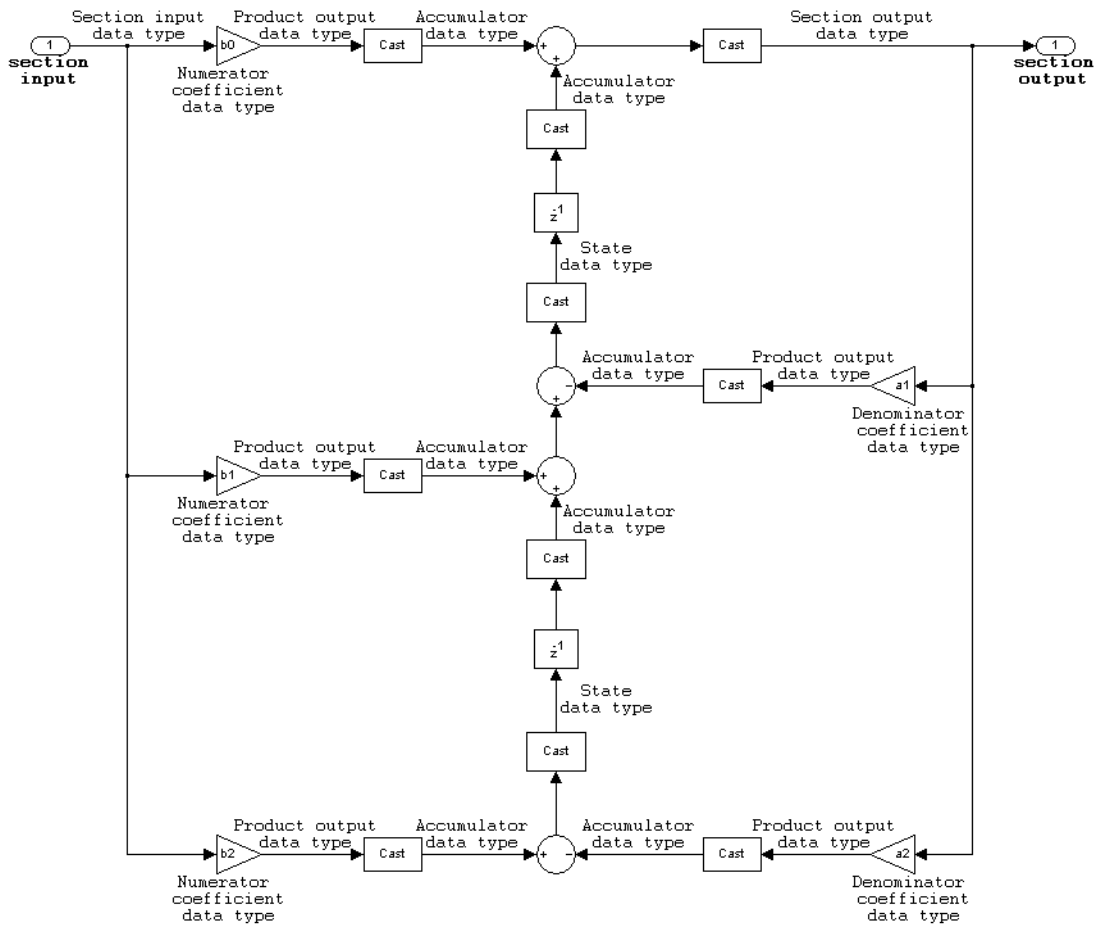 Section input
data type
Product output
data type
Accumulator
data type
Section output
data type
1
section
input
b0
Cast
+
+
Cast
1
section
output
Numerator
coefficient
data type
Accumulator
data type
Cast
z-1
State
data type
Cast
Accumulator
data type
Product output
data type
+
−
Cast
a1
Denominator
coefficient
data type
Product output
data type
Accumulator
data type
b1
Cast
+
+
Numerator
coefficient
data type
Accumulator
data type
Cast
z-1
State
data type
Cast
Product output
data type
Accumulator
data type
Accumulator
data type
Product output
data type
b2
Cast
+
−
Cast
a2
Numerator
coefficient
data type
Denominator
coefficient
data type